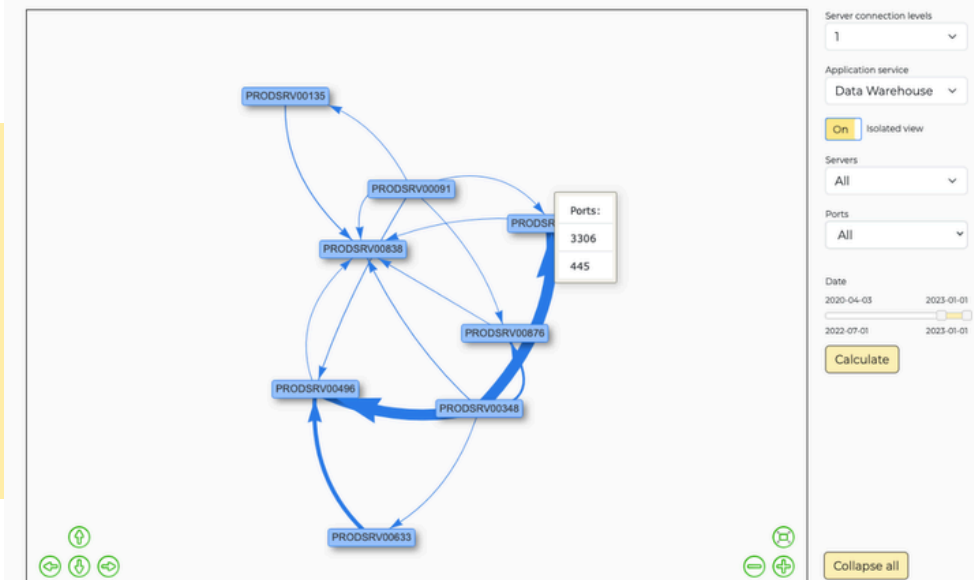 PRODSRV00135
PRODSRV00091
PRODSR
PRODSRV00838
PRODSRV00876
PRODSRV00496
PRODSRV00348
PRODSRV00633
Ports:
3306
445
Server connection levels
1
Application service
Data Warehouse
On Isolated view
Servers
All
Ports
All
Date
2020-04-03 2023-01-01
2022-07-01 2023-01-01
Calculate
Collapse all